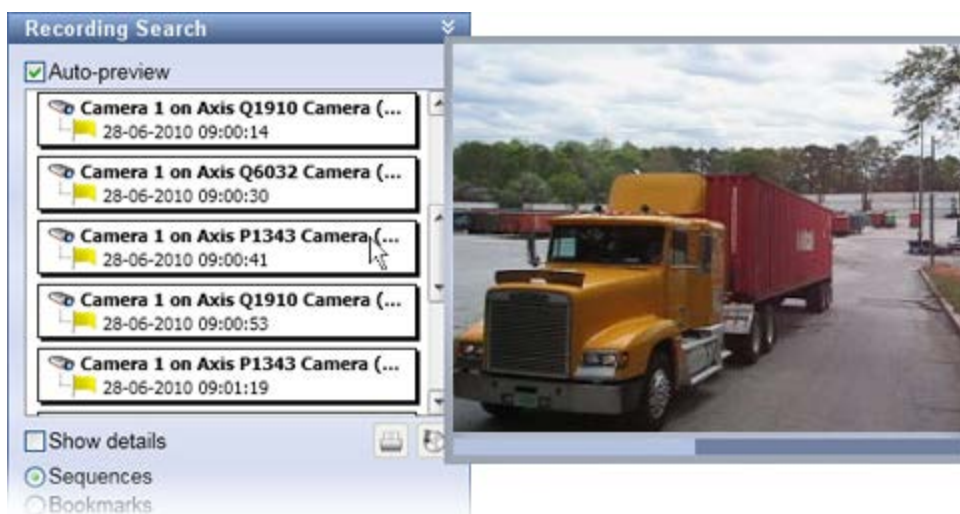 Recording Search
Auto-preview
Camera 1 on Axis Q1910 Camera (...
28-06-2010 09:00:14
Camera 1 on Axis Q6032 Camera (...
28-06-2010 09:00:30
Camera 1 on Axis P1343 Camera (...
28-06-2010 09:00:41
Camera 1 on Axis Q1910 Camera (...
28-06-2010 09:00:53
Camera 1 on Axis P1343 Camera (...
28-06-2010 09:01:19
Show details
Sequences
Bookmarks